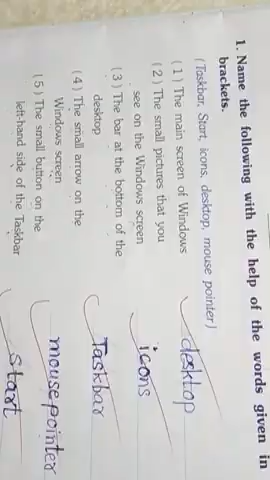 1. Name the following with the help of the words given in
brackets.
(Taskbar, Start, icons, desktop, mouse pointer)
(1) The main screen of Windows desktop
(2) The small pictures that you
see on the Windows screen icons
(3) The bar at the bottom of the
desktop Taskbar
(4) The small arrow on the
Windows screen mouse pointer
(5) The small button on the
left-hand side of the Taskbar Start